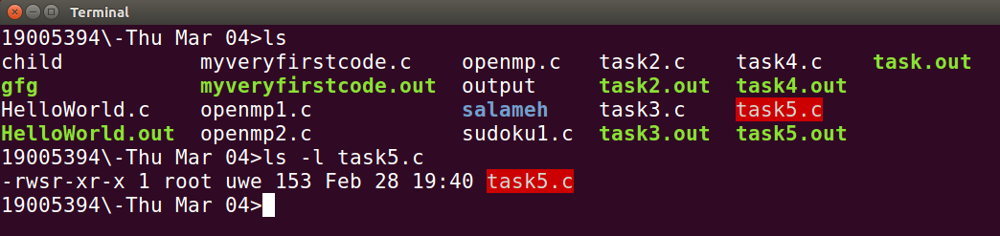 Terminal
19005394\-Thu Mar 04>ls
child myveryfirstcode.c openmp.c task2.c task4.c task.out
gfg myveryfirstcode.out output task2.out task4.out
HelloWorld.c openmp1.c salameh task3.c task5.c
HelloWorld.out openmp2.c sudoku1.c task3.out task5.out
19005394\-Thu Mar 04>ls -l task5.c
-rwsr-xr-x 1 root uwe 153 Feb 28 19:40 task5.c
19005394\-Thu Mar 04>